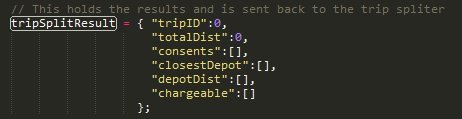 // This holds the results and is sent back to the trip spliter
tripSplitResult = { "tripID":0,
"totalDist":0,
"consents":[],
"closestDepot":[],
"depotDist":[],
"chargeable":[]
};